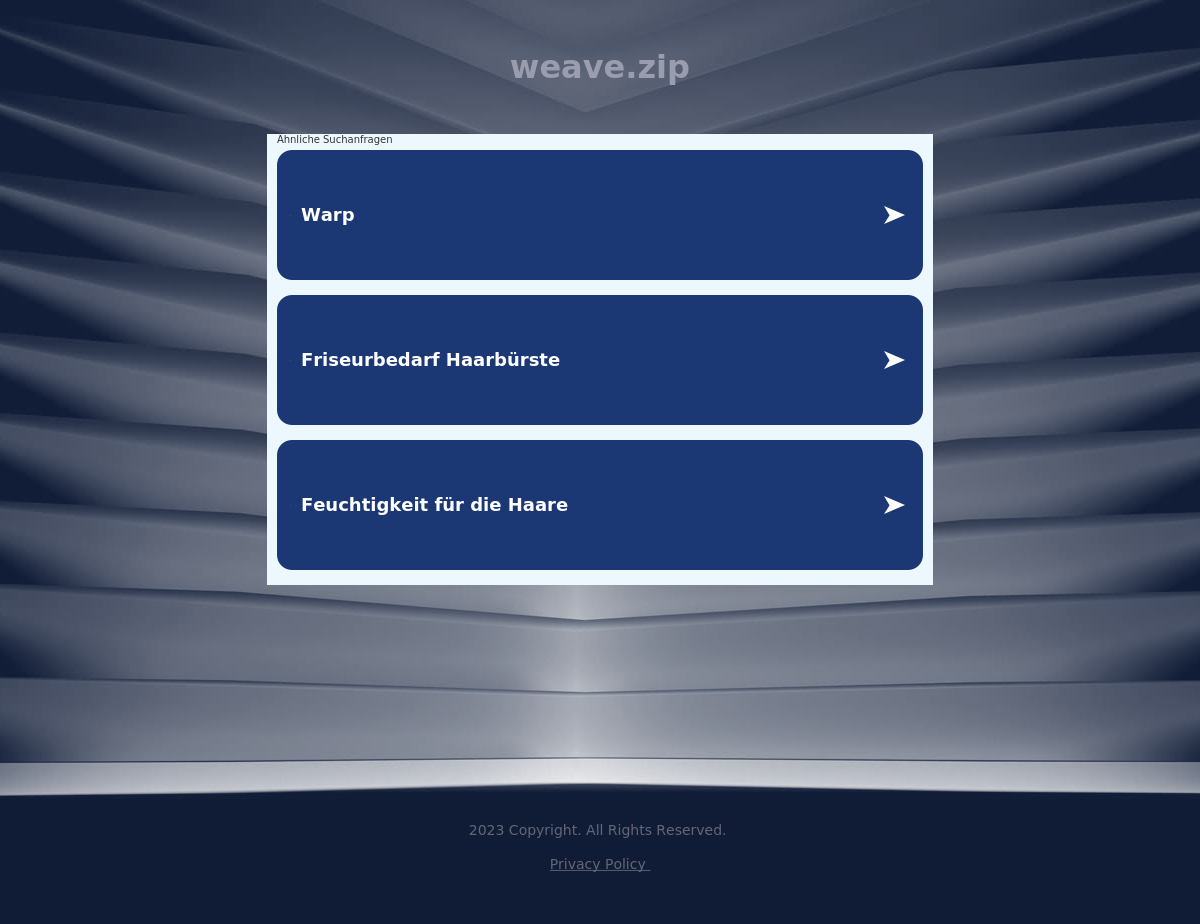 weave.zip
Ähnliche Suchanfragen
Warp
Friseurbedarf Haarbürste
Feuchtigkeit für die Haare
2023 Copyright. All Rights Reserved.
Privacy Policy